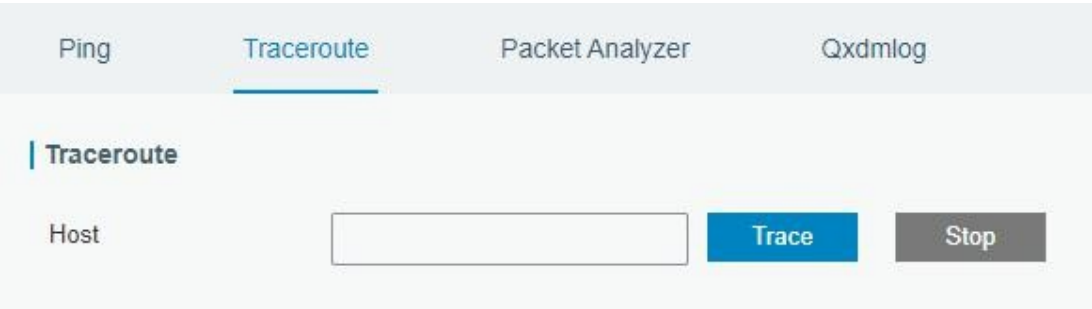 Ping Traceroute Packet Analyzer Qxdmlog
Traceroute
Host Trace Stop